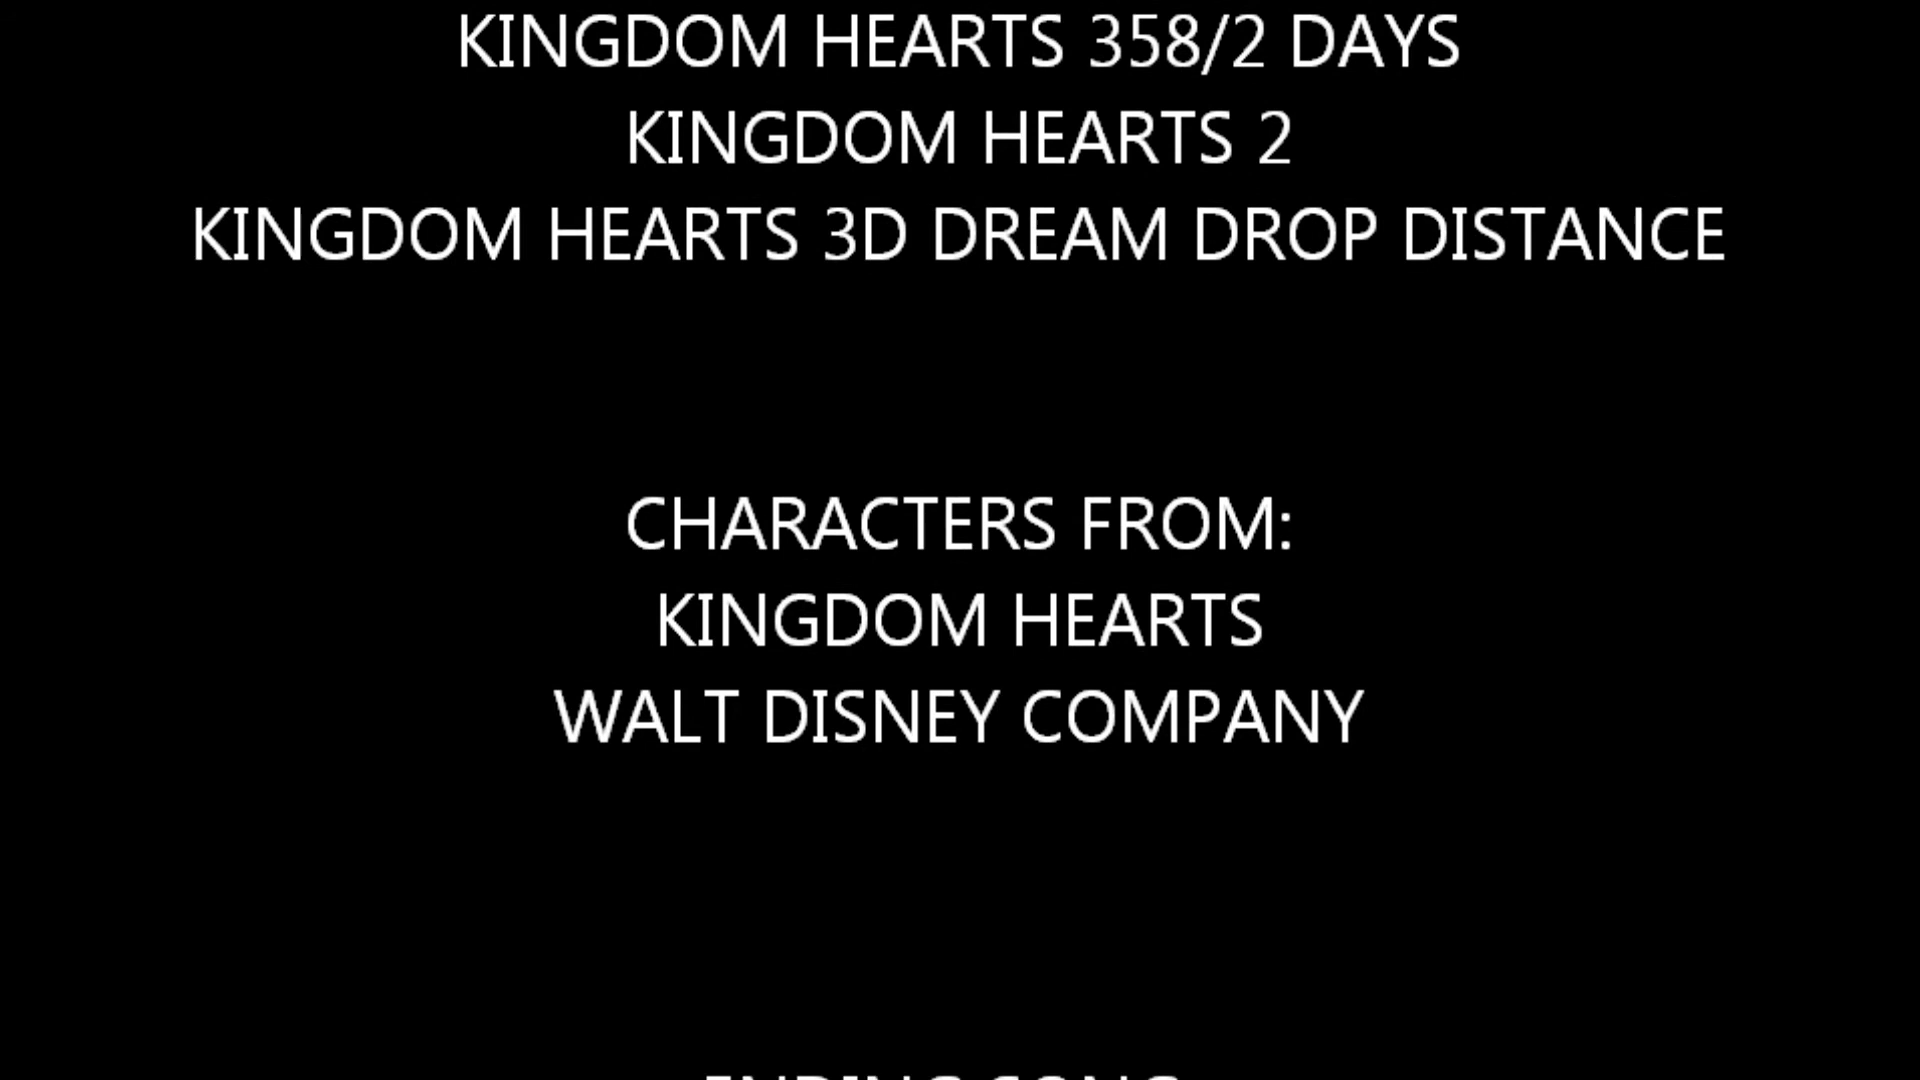 KINGDOM HEARTS 358/2 DAYS
KINGDOM HEARTS 2
KINGDOM HEARTS 3D DREAM DROP DISTANCE
CHARACTERS FROM:
KINGDOM HEARTS
WALT DISNEY COMPANY